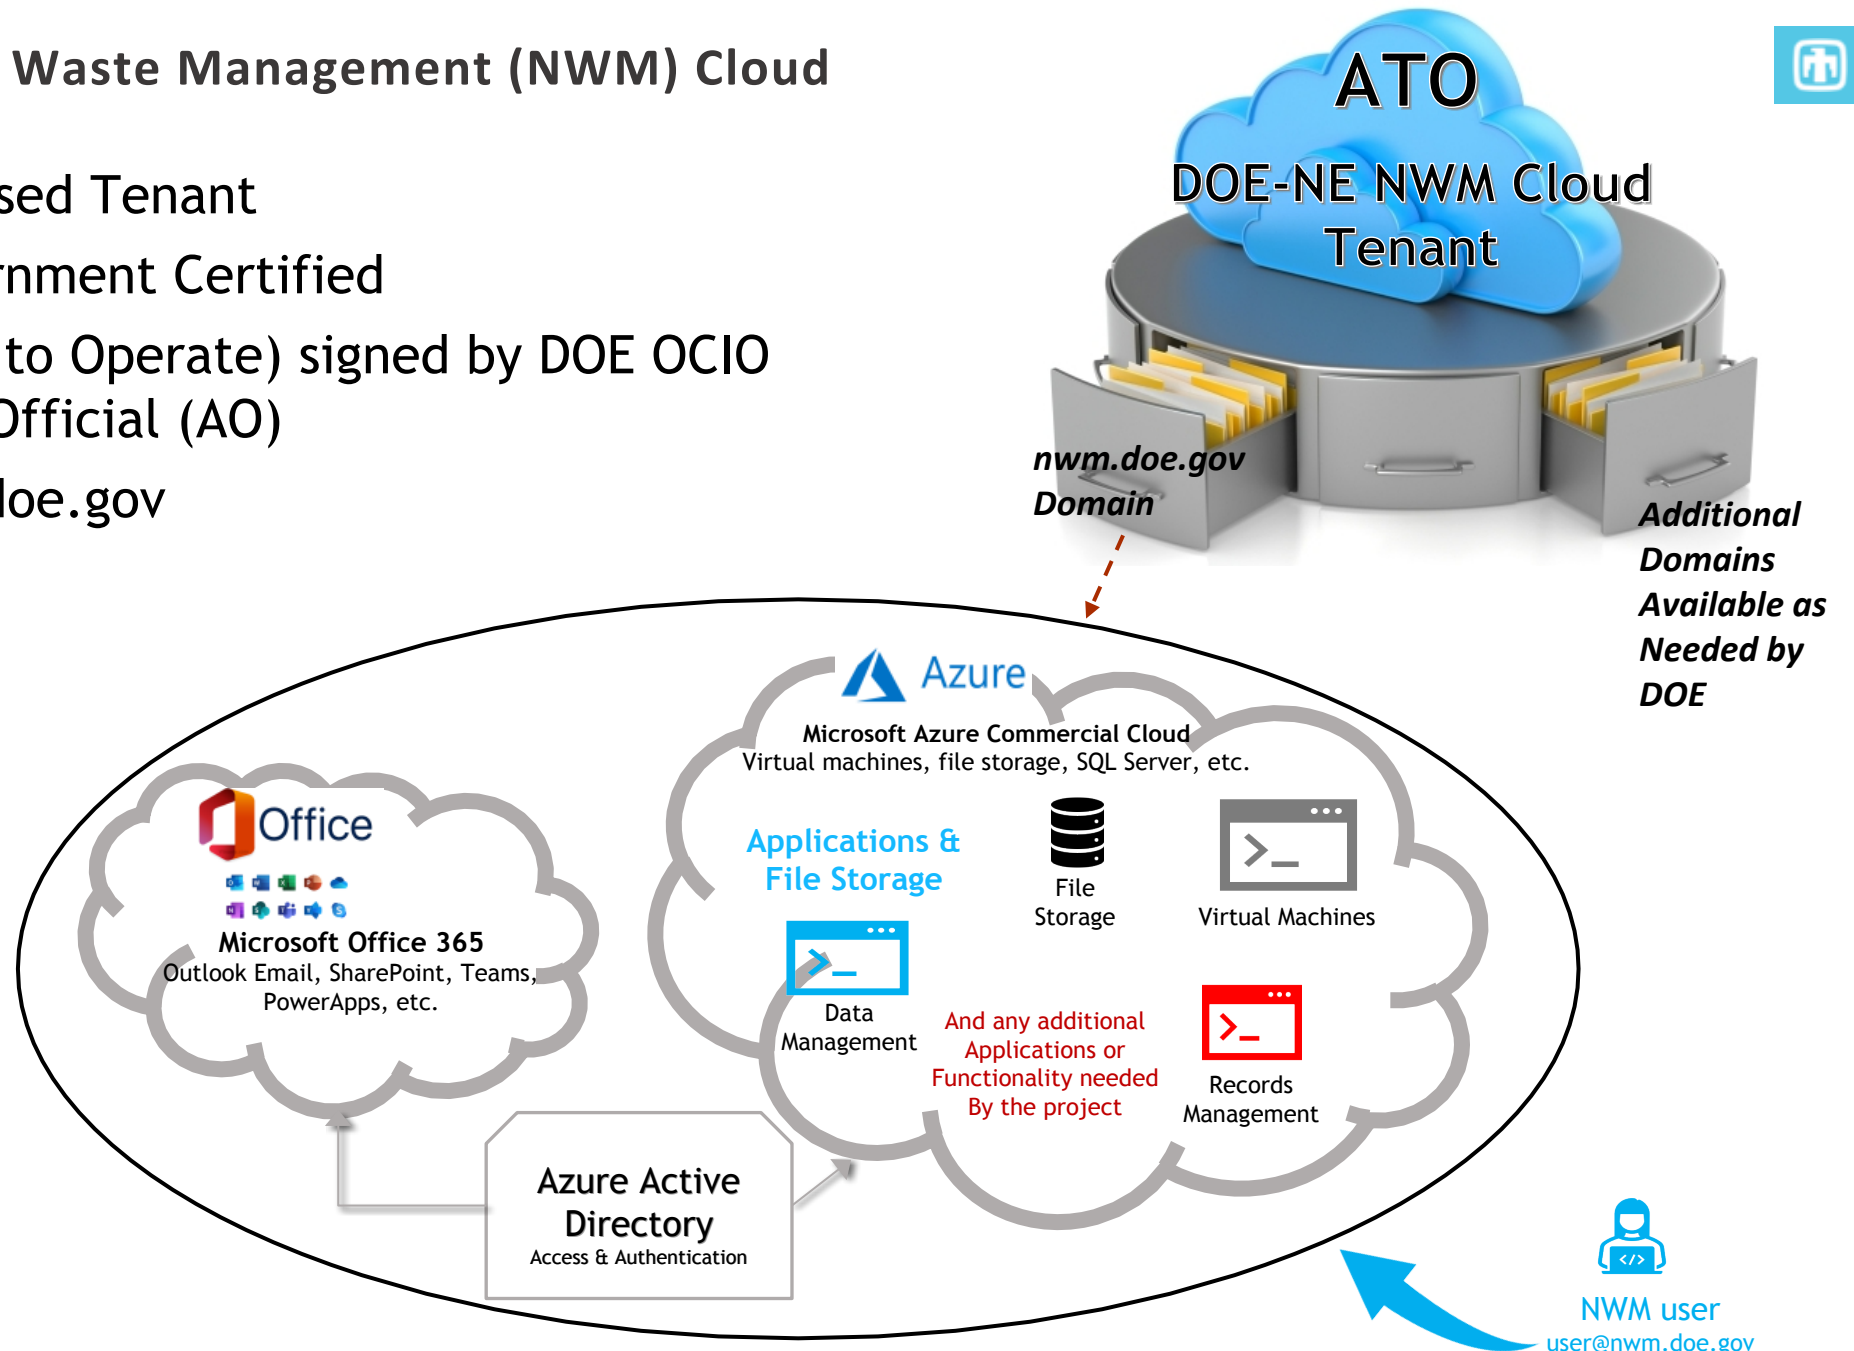 Waste Management (NWM) Cloud
sed Tenant
rnment Certified
to Operate) signed by DOE OCIO
Official (AO)
doe.gov
ATO
DOE-NE NWM Cloud
Tenant
nwm.doe.gov
Domain
Additional
Domains
Available as
Needed by
DOE
Azure
Microsoft Azure Commercial Cloud
Virtual machines, file storage, SQL Server, etc.
Applications &
File Storage
File
Storage
Virtual Machines
Data
Management
And any additional
Applications or
Functionality needed
By the project
Records
Management
Office
Microsoft Office 365
Outlook Email, SharePoint, Teams,
PowerApps, etc.
Azure Active
Directory
Access & Authentication
NWM user
user@nwm.doe.gov